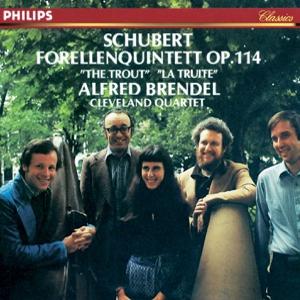 PHILIPS
Classics
SCHUBERT
FORELLENQUINTETT OP.114
"THE TROUT" "LA TRUITE"
ALFRED BRENDEL
CLEVELAND QUARTET